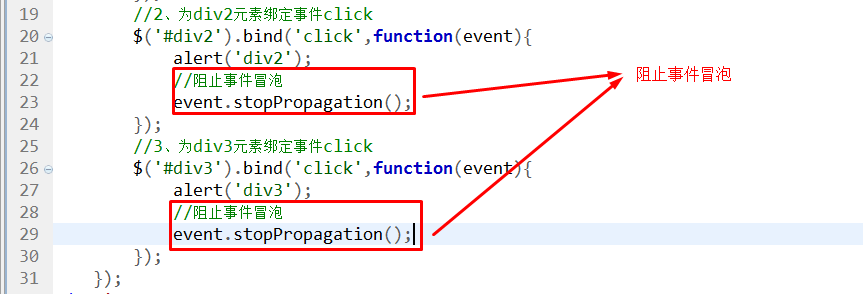 19 //2、为div2元素绑定事件click
20 $('#div2').bind('click',function(event){
21 alert('div2');
22 //阻止事件冒泡
23 event.stopPropagation();
24 });
25 //3、为div3元素绑定事件click
26 $('#div3').bind('click',function(event){
27 alert('div3');
28 //阻止事件冒泡
29 event.stopPropagation();
30 });
31 });
阻止事件冒泡